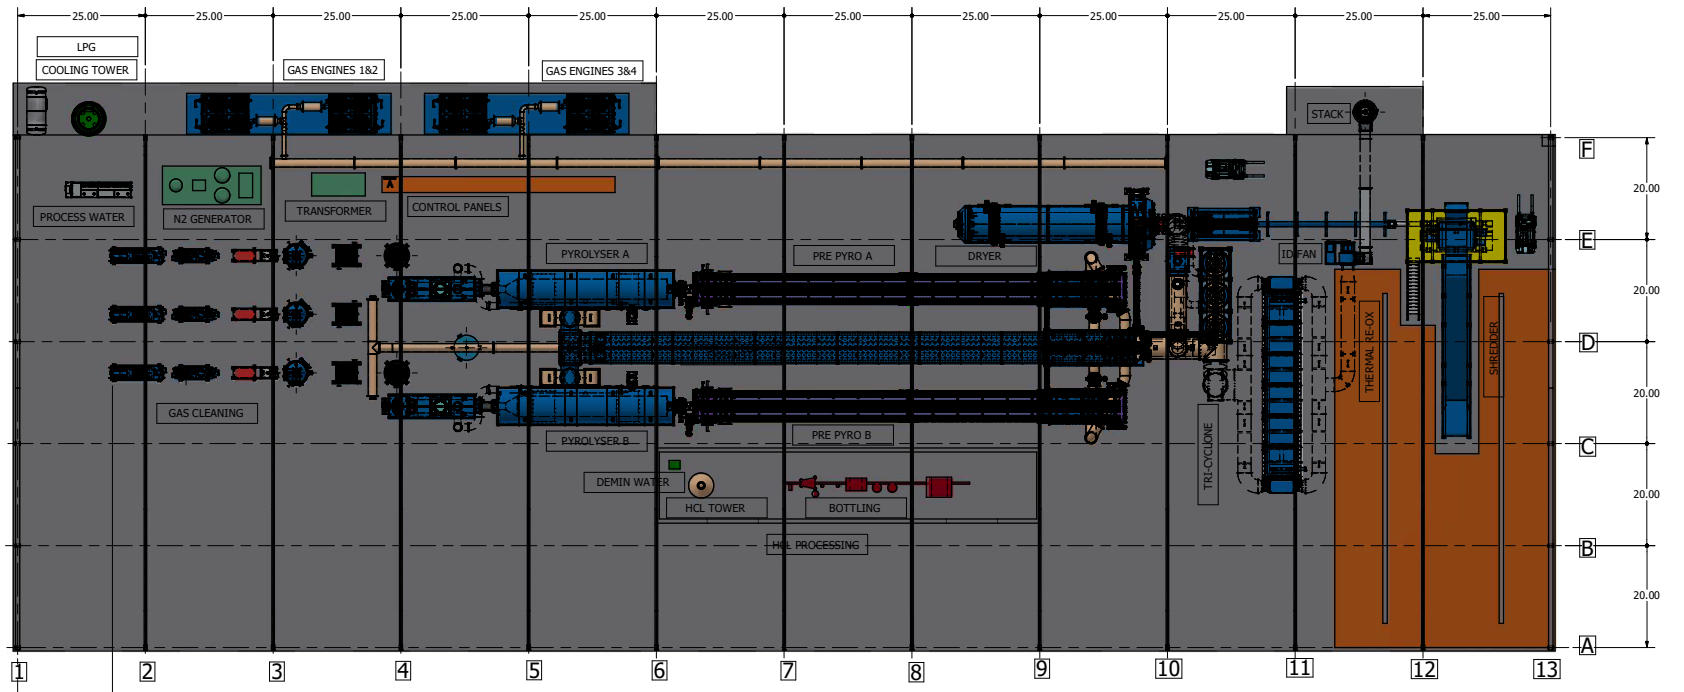 25.00 25.00 25.00 25.00 25.00 25.00 25.00 25.00 25.00 25.00 25.00 25.00
LPG
COOLING TOWER
GAS ENGINES 1&2
GAS ENGINES 3&4
STACK
F
20.00
PROCESS WATER
N2 GENERATOR
TRANSFORMER
A
CONTROL PANELS
E
PYROLYSER A
PRE PYRO A
DRYER
ID FAN
20.00
THERMAL RE-OX
SHREDDER
D
20.00
GAS CLEANING
PYROLYSER B
PRE PYRO B
TRI-CYCLONE
C
DEMIN WATER
HCL TOWER
BOTTLING
20.00
HCL PROCESSING
B
20.00
A
1 2 3 4 5 6 7 8 9 10 11 12 13